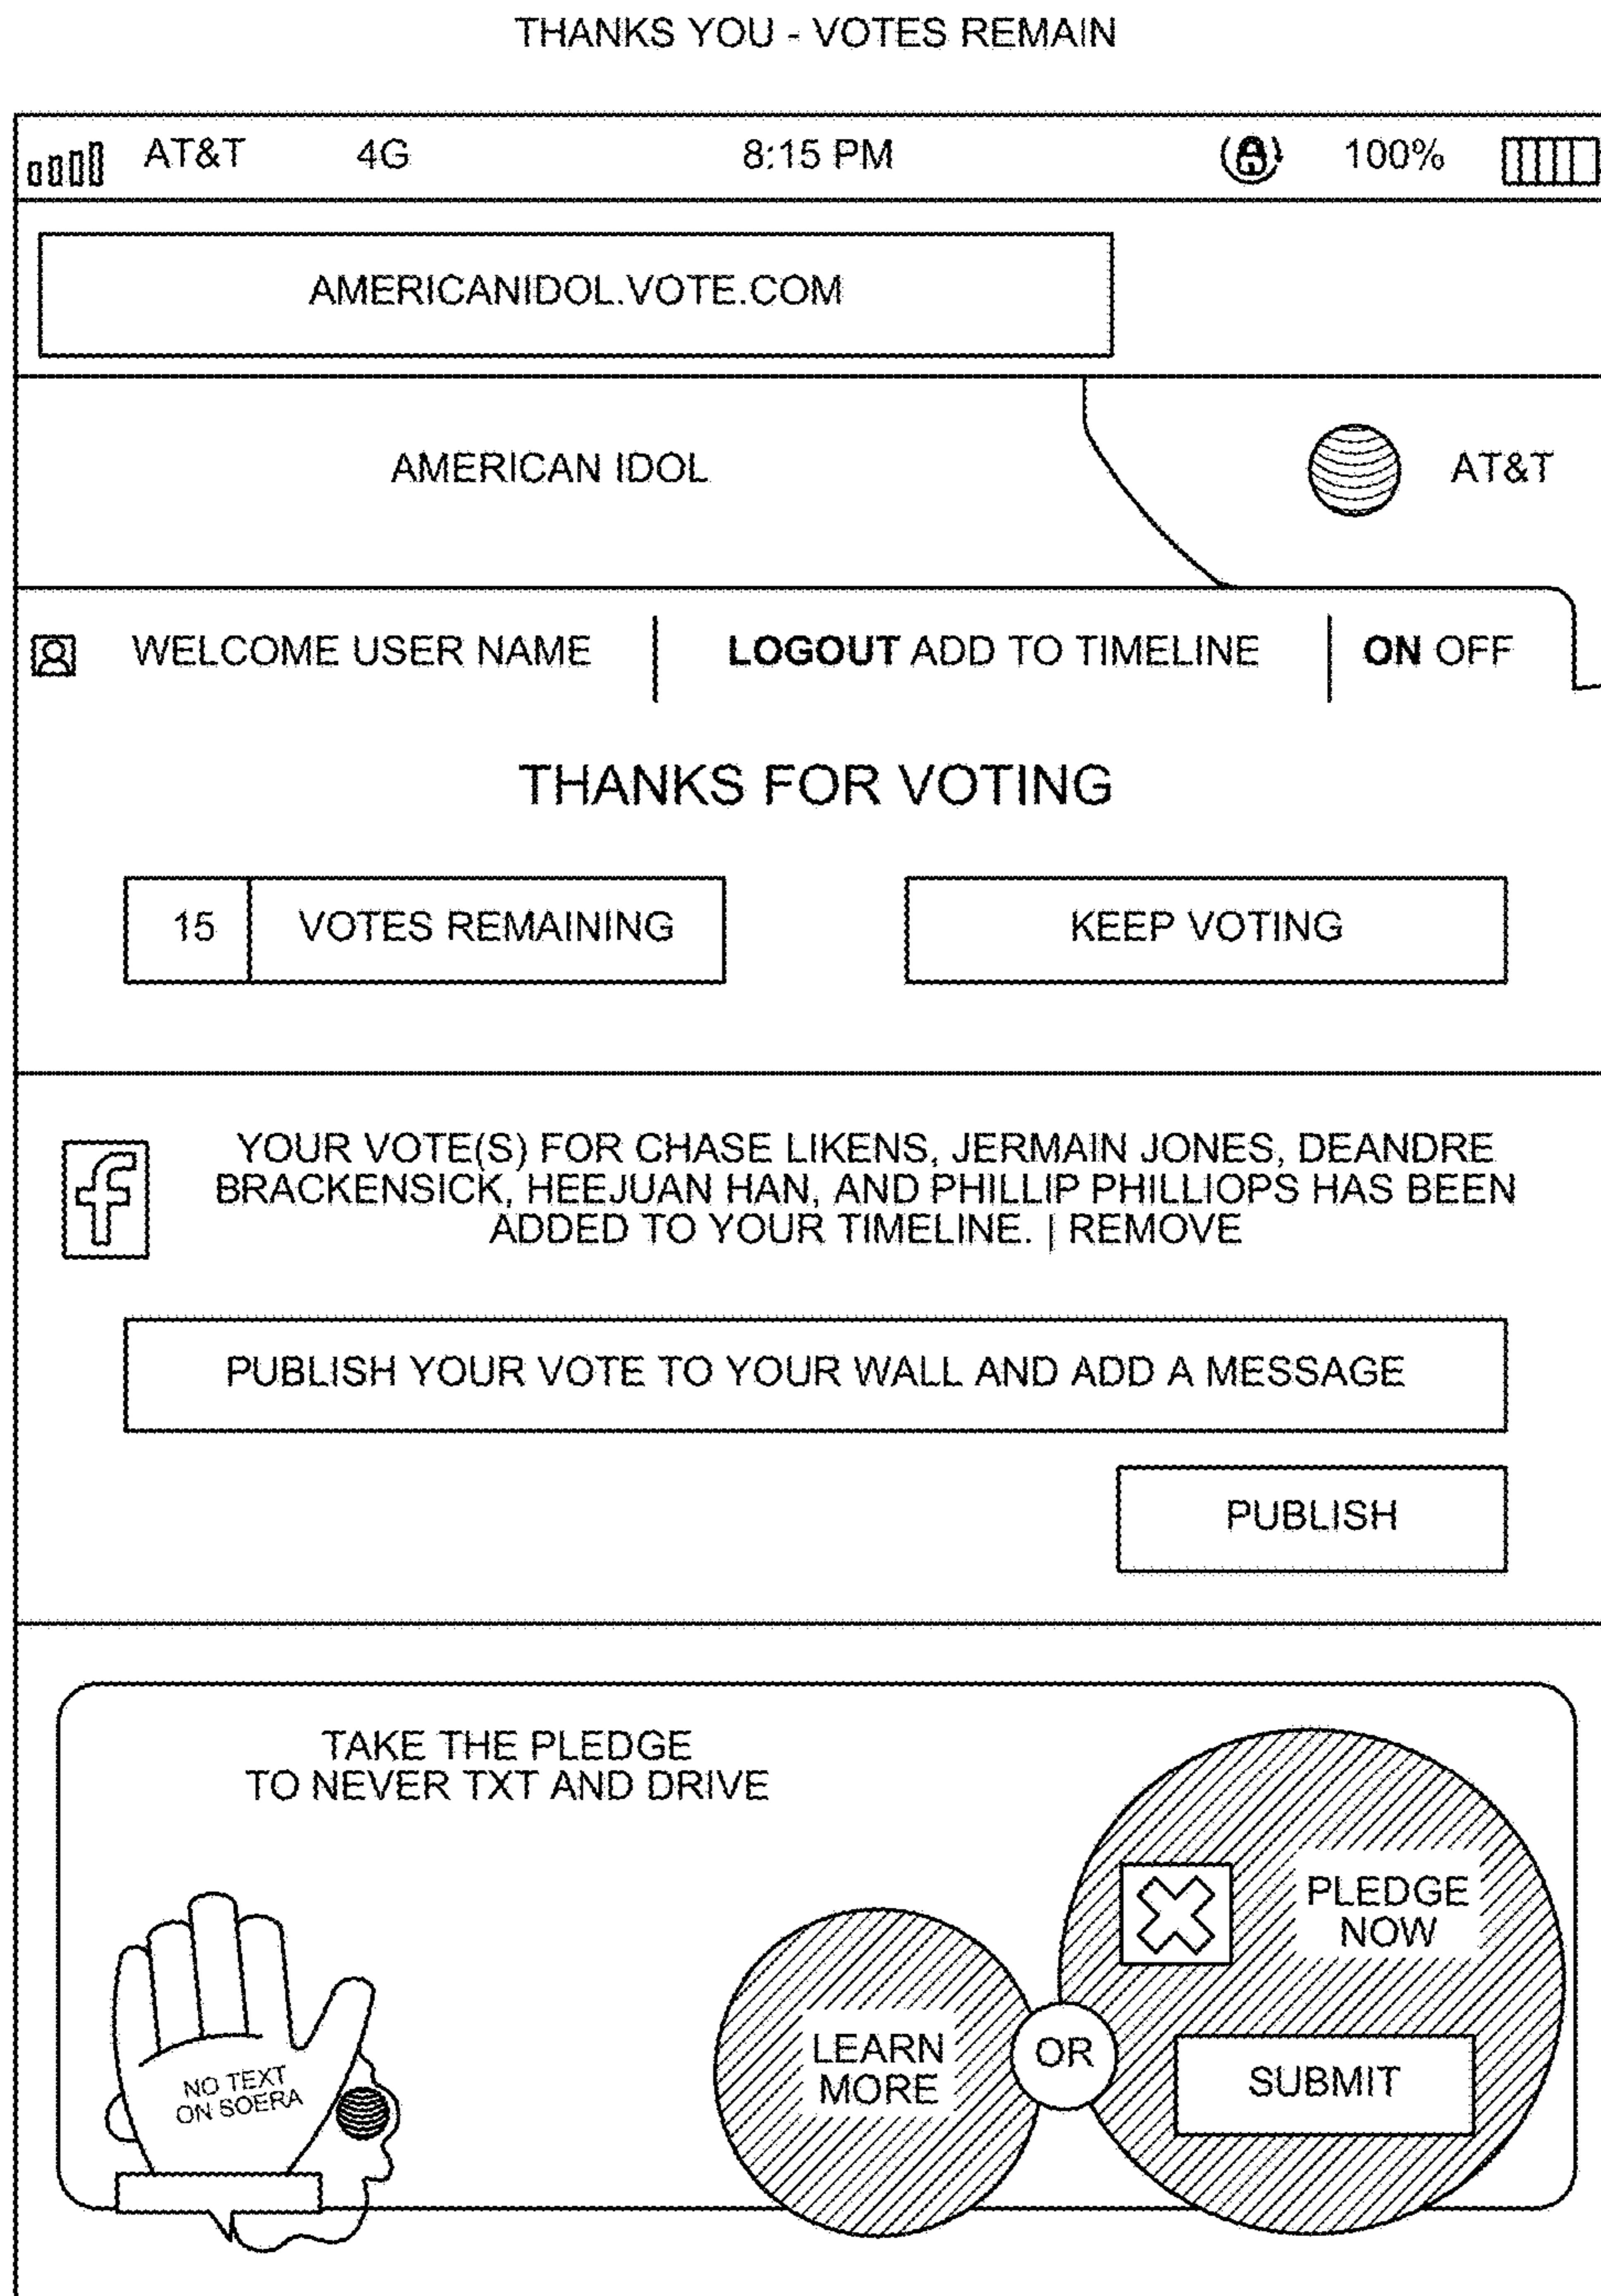 THANKS YOU - VOTES REMAIN
AT&T 4G 8:15 PM 100%
AMERICANIDOL.VOTE.COM
AMERICAN IDOL AT&T
WELCOME USER NAME | LOGOUT ADD TO TIMELINE | ON OFF
THANKS FOR VOTING
15 VOTES REMAINING KEEP VOTING
f
YOUR VOTE(S) FOR CHASE LIKENS, JERMAIN JONES, DEANDRE
BRACKENSICK, HEEJUAN HAN, AND PHILLIP PHILLIOPS HAS BEEN
ADDED TO YOUR TIMELINE. | REMOVE
PUBLISH YOUR VOTE TO YOUR WALL AND ADD A MESSAGE
PUBLISH
TAKE THE PLEDGE
TO NEVER TXT AND DRIVE
PLEDGE
NOW
LEARN
MORE
OR
SUBMIT
NO TEXT
ON SOERA